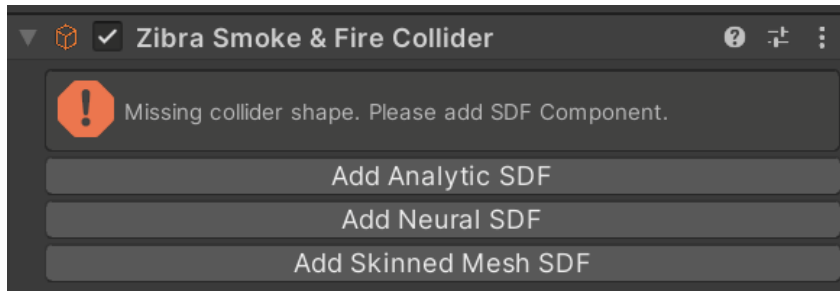 Zibra Smoke & Fire Collider
Missing collider shape. Please add SDF Component.
Add Analytic SDF
Add Neural SDF
Add Skinned Mesh SDF